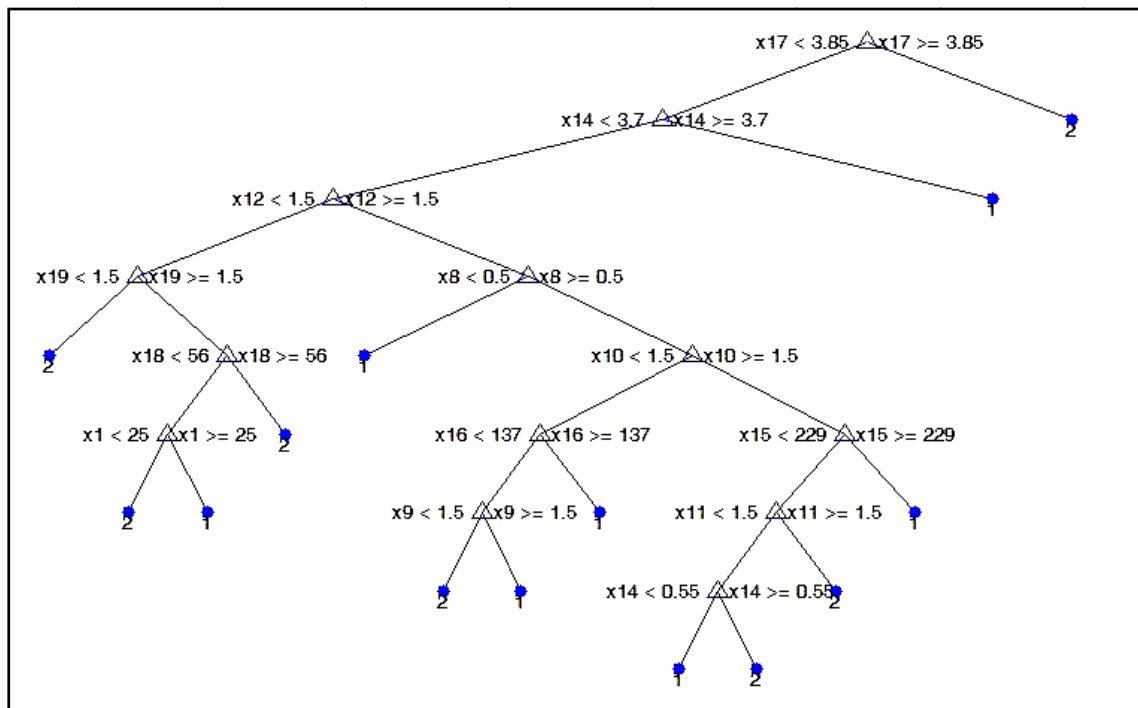 x17 < 3.85 x17 >= 3.85
x14 < 3.7 x14 >= 3.7
2
x12 < 1.5 x12 >= 1.5
1
x19 < 1.5 x19 >= 1.5
x8 < 0.5 x8 >= 0.5
2
x18 < 56 x18 >= 56
1
x10 < 1.5 x10 >= 1.5
x1 < 25 x1 >= 25
2
x16 < 137 x16 >= 137
x15 < 229 x15 >= 229
2
1
x9 < 1.5 x9 >= 1.5
1
x11 < 1.5 x11 >= 1.5
1
2
1
x14 < 0.55 x14 >= 0.55
2
1
2